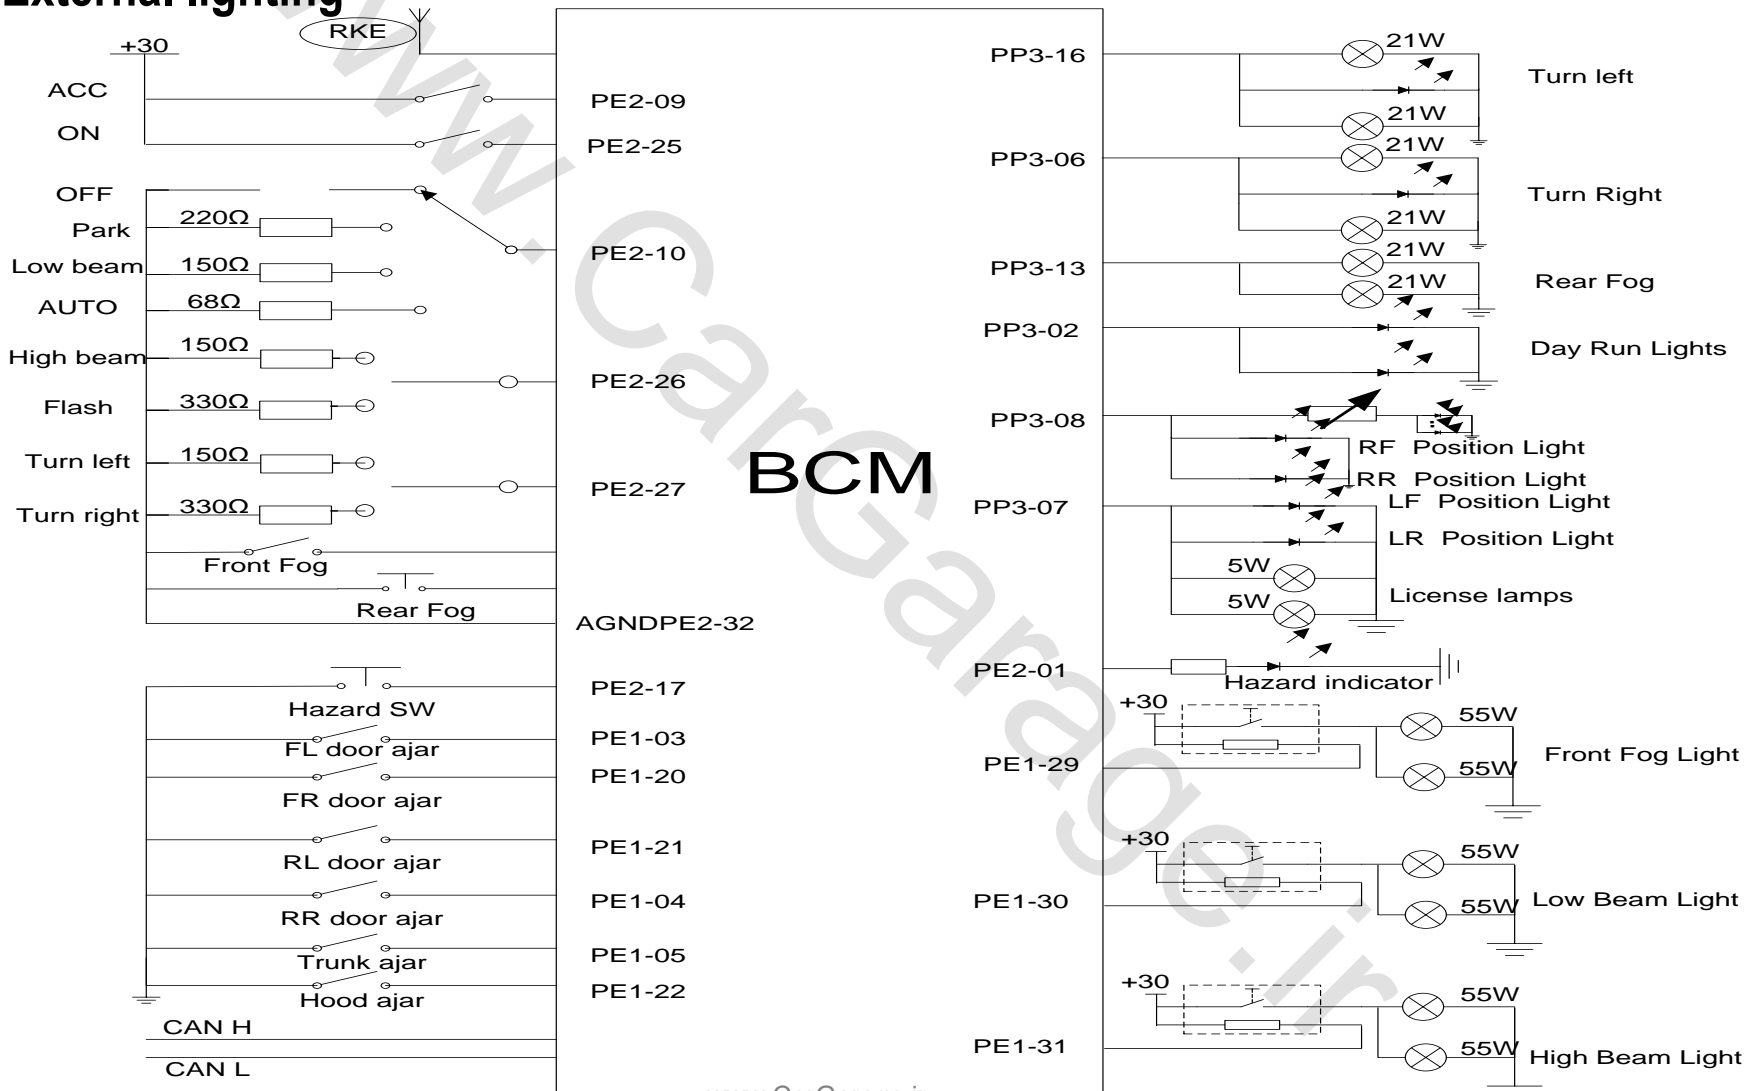 External lighting
RKE
+30
ACC
ON
OFF
Park
220Ω
Low beam
150Ω
AUTO
68Ω
High beam
150Ω
Flash
330Ω
Turn left
150Ω
Turn right
330Ω
Front Fog
Rear Fog
Hazard SW
FL door ajar
FR door ajar
RL door ajar
RR door ajar
Trunk ajar
Hood ajar
CAN H
CAN L
PE2-09
PE2-25
PE2-10
PE2-26
PE2-27
AGNDPE2-32
PE2-17
PE1-03
PE1-20
PE1-21
PE1-04
PE1-05
PE1-22
BCM
PP3-16
PP3-06
PP3-13
PP3-02
PP3-08
PP3-07
PE2-01
PE1-29
PE1-30
PE1-31
21W
21W
Turn left
21W
21W
Turn Right
21W
21W
Rear Fog
Day Run Lights
RF Position Light
RR Position Light
LF Position Light
LR Position Light
5W
5W
License lamps
Hazard indicator
+30
55W
55W
Front Fog Light
+30
55W
55W
Low Beam Light
+30
55W
55W
High Beam Light
www.CarGarage.ir
www.CarGarage.ir